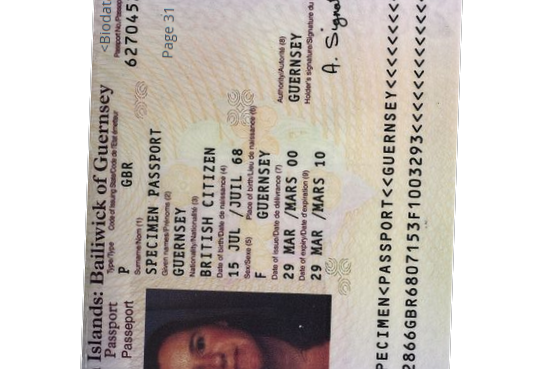 Islands: Bailiwick of Guernsey
<Biodat
Passport
Passeport
Type/Type
P
Code of Issuing State/Code de l'Etat émetteur
GBR
Passport No./Passep
627045
Surname/Nom (1)
SPECIMEN PASSPORT
Page 31
Given names/Prénoms (2)
GUERNSEY
Nationality/Nationalité (3)
BRITISH CITIZEN
Date of birth/Date de naissance (4)
15 JUL /JUIL 68
Sex/Sexe (5)
F
Place of birth/Lieu de naissance (6)
GUERNSEY
Date of issue/Date de délivrance (7)
29 MAR /MARS 00
Authority/Autorité (8)
GUERNSEY
Date of expiry/Date d'expiration (9)
29 MAR /MARS 10
Holder's signature/Signature du
A. Signat
PECIMEN<PASSPORT<<GUERNSEY<<<<<<<<<
2866GBR6807153F1003293<<<<<<